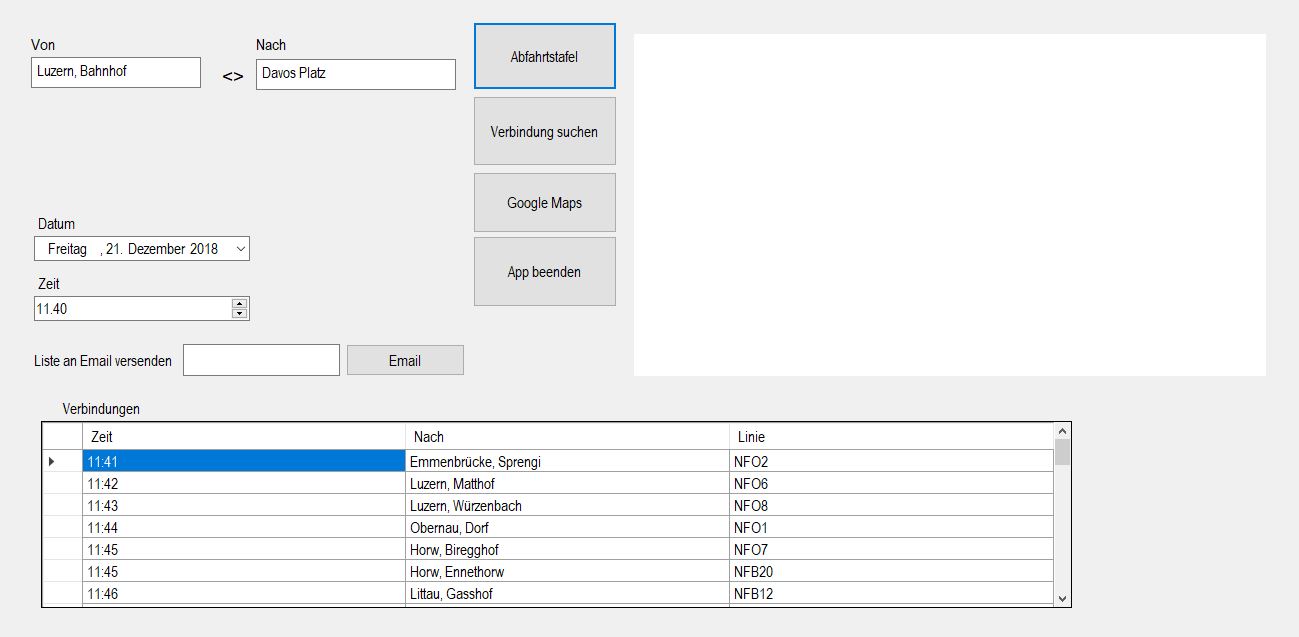 Von
Nach
Luzern, Bahnhof
<>
Davos Platz
Abfahrtstafel
Verbindung suchen
Google Maps
App beenden
Datum
Freitag , 21. Dezember 2018
Zeit
11.40
Liste an Email versenden
Email
Verbindungen
Zeit Nach Linie
11:41 Emmenbrücke, Sprengi NFO2
11:42 Luzern, Matthof NFO6
11:43 Luzern, Würzenbach NFO8
11:44 Obernau, Dorf NFO1
11:45 Horw, Biregghof NFO7
11:45 Horw, Ennethorw NFB20
11:46 Littau, Gasshof NFB12